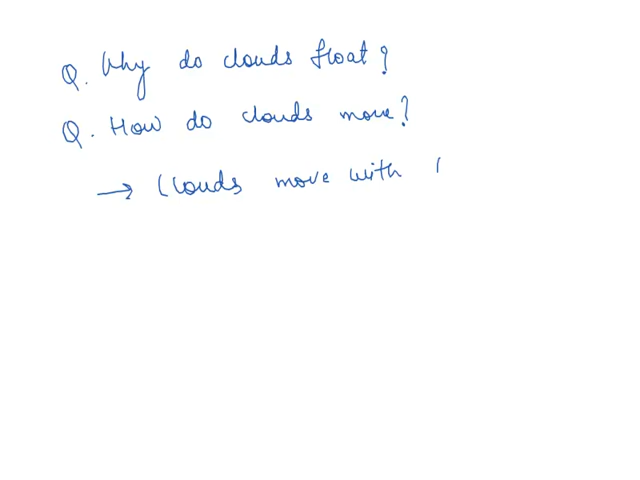 Q. Why do clouds float?
Q. How do clouds move?
→ Clouds move with